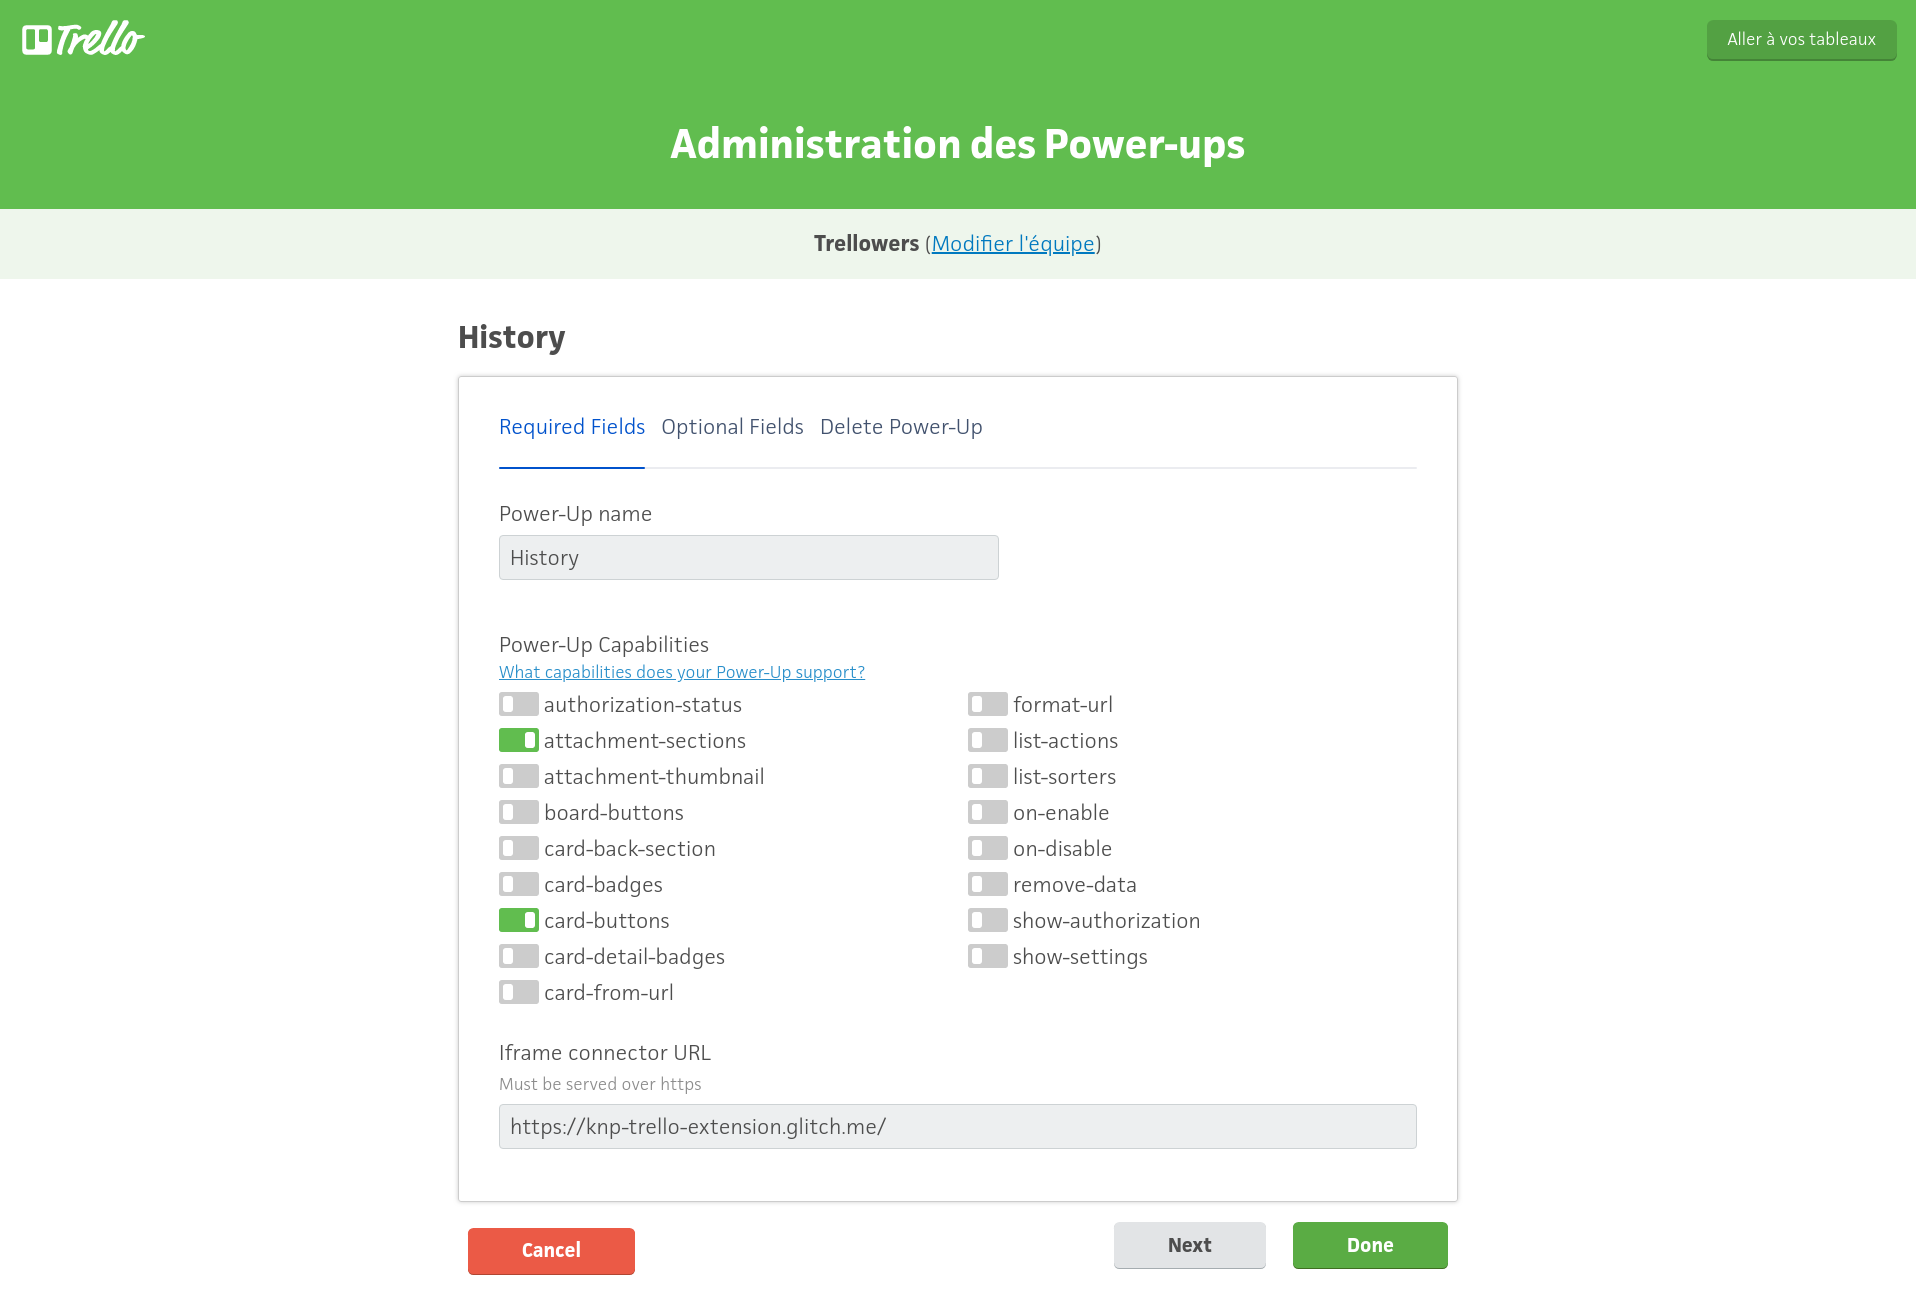 Trello
Aller à vos tableaux
Administration des Power-ups
Trellowers (Modifier l'équipe)
History
Required Fields Optional Fields Delete Power-Up
Power-Up name
History
Power-Up Capabilities
What capabilities does your Power-Up support?
authorization-status
attachment-sections
attachment-thumbnail
board-buttons
card-back-section
card-badges
card-buttons
card-detail-badges
card-from-url
format-url
list-actions
list-sorters
on-enable
on-disable
remove-data
show-authorization
show-settings
Iframe connector URL
Must be served over https
https://knp-trello-extension.glitch.me/
Cancel
Next
Done